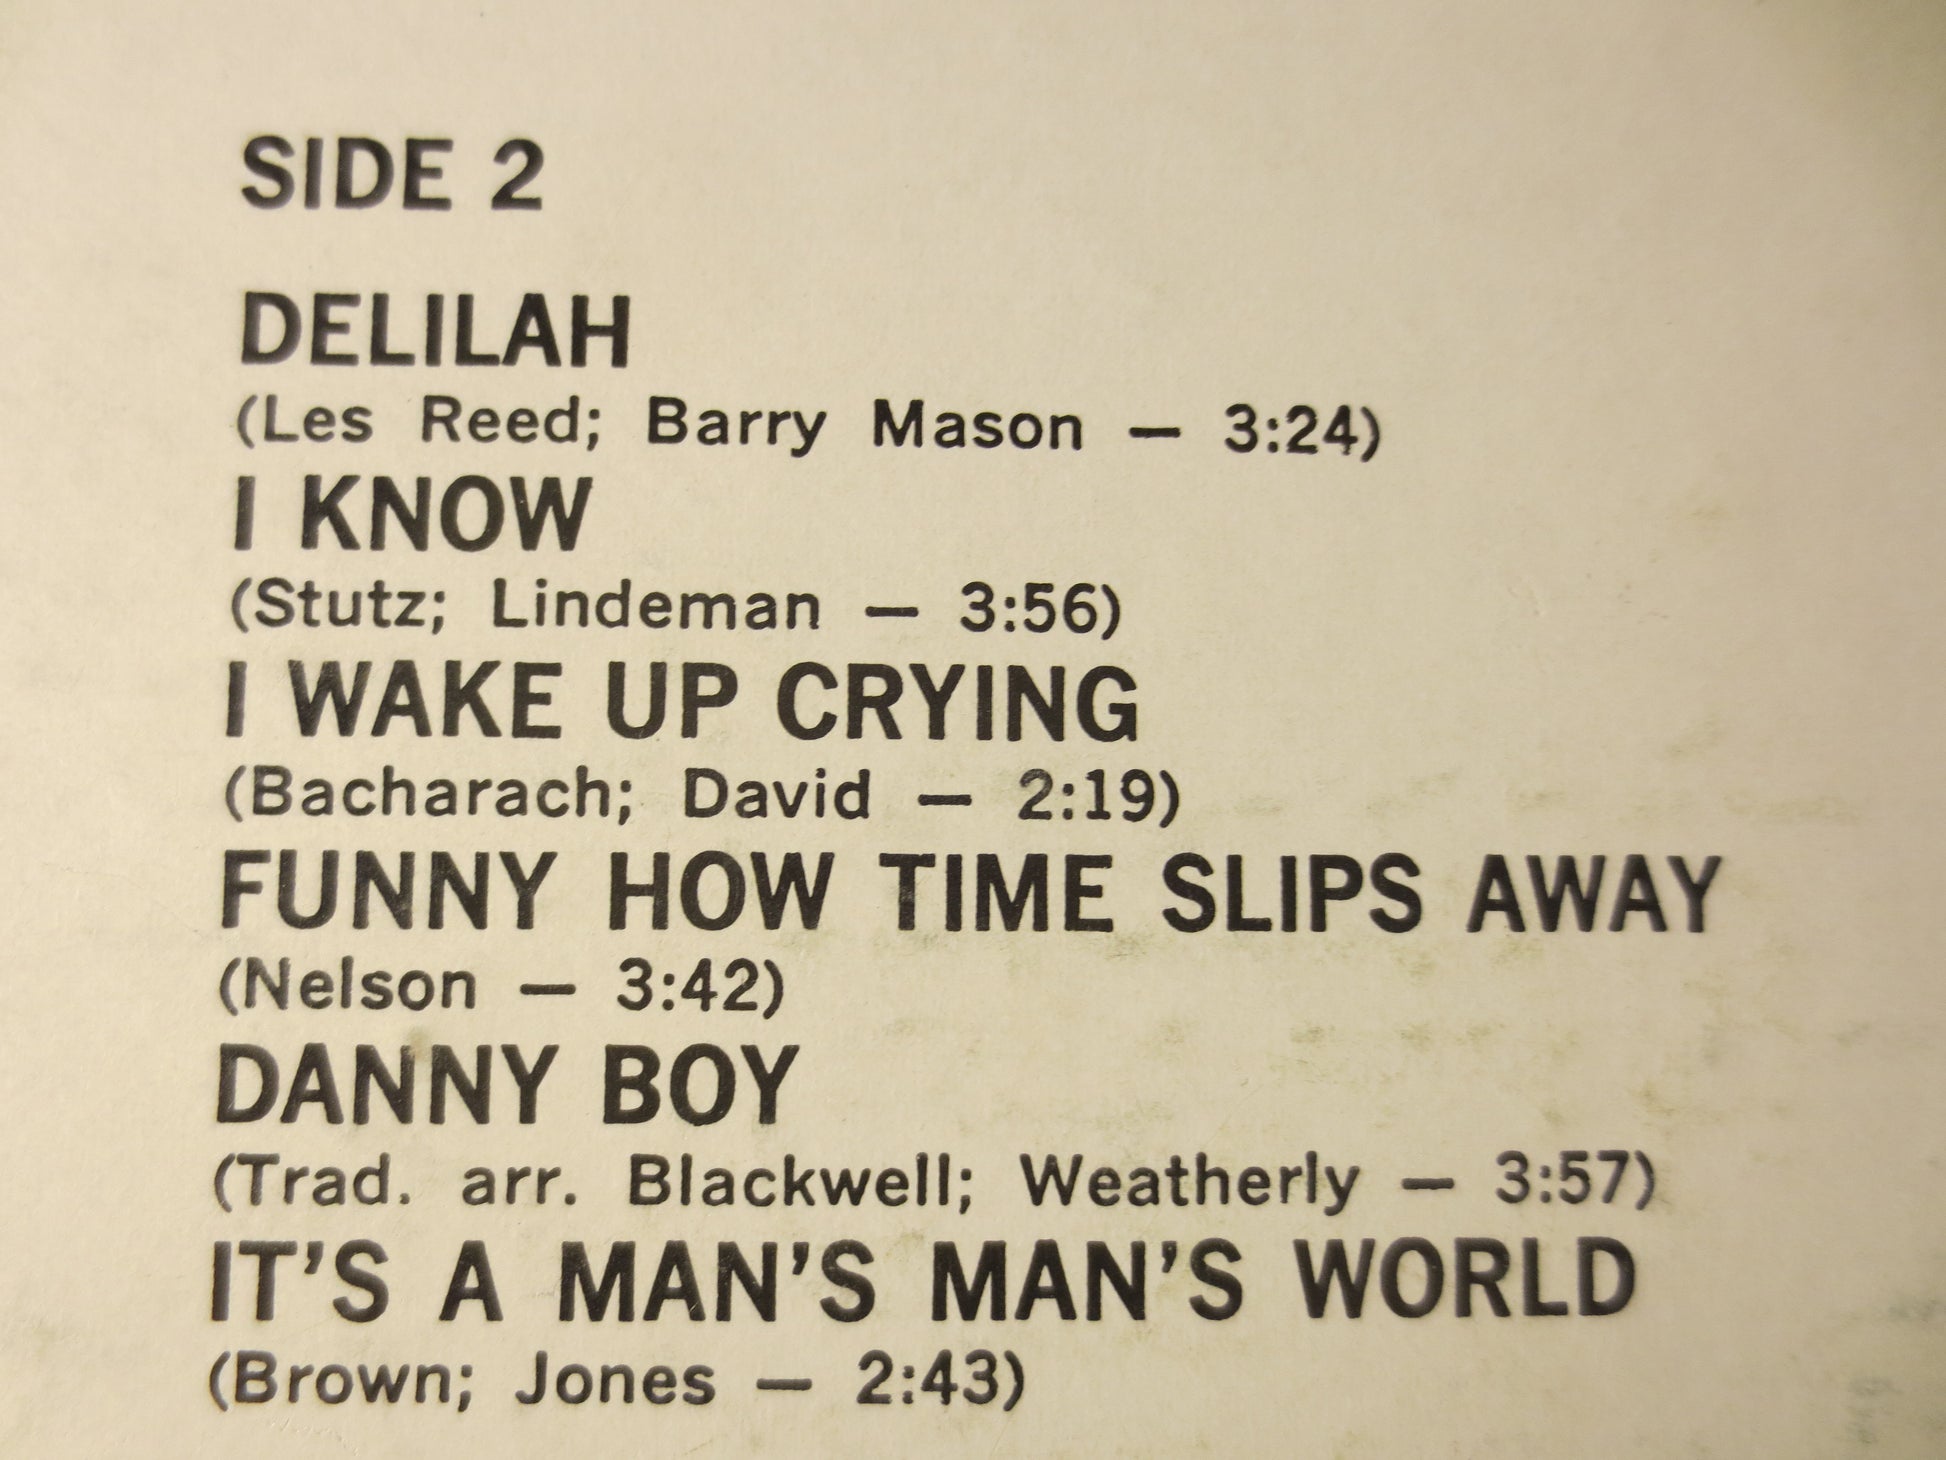 SIDE 2
DELILAH
(Les Reed; Barry Mason — 3:24)
I KNOW
(Stutz; Lindeman — 3:56)
I WAKE UP CRYING
(Bacharach; David — 2:19)
FUNNY HOW TIME SLIPS AWAY
(Nelson — 3:42)
DANNY BOY
(Trad. arr. Blackwell; Weatherly — 3:57)
IT'S A MAN'S MAN'S WORLD
(Brown; Jones — 2:43)